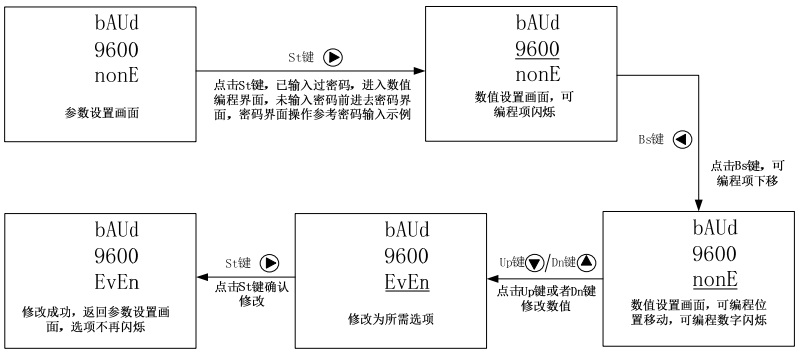 bAUd
9600
nonE
参数设置画面
St键
点击St键，已输入过密码，进入数值
编程界面，未输入密码前进去密码界
面，密码界面操作参考密码输入示例
bAUd
9600
nonE
数值设置画面，可
编程项闪烁
Bs键
点击Bs键，可
编程项下移
bAUd
9600
nonE
数值设置画面，可编程位
置移动，可编程数字闪烁
Up键/Dn键
点击Up键或者Dn键
修改数值
bAUd
9600
EvEn
修改为所需选项
St键
点击St键确认
修改
bAUd
9600
EvEn
修改成功，返回参数设置画
面，选项不再闪烁